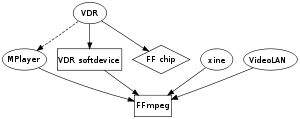 VDR
MPlayer
VDR softdevice
FF chip
xine
VideoLAN
FFmpeg